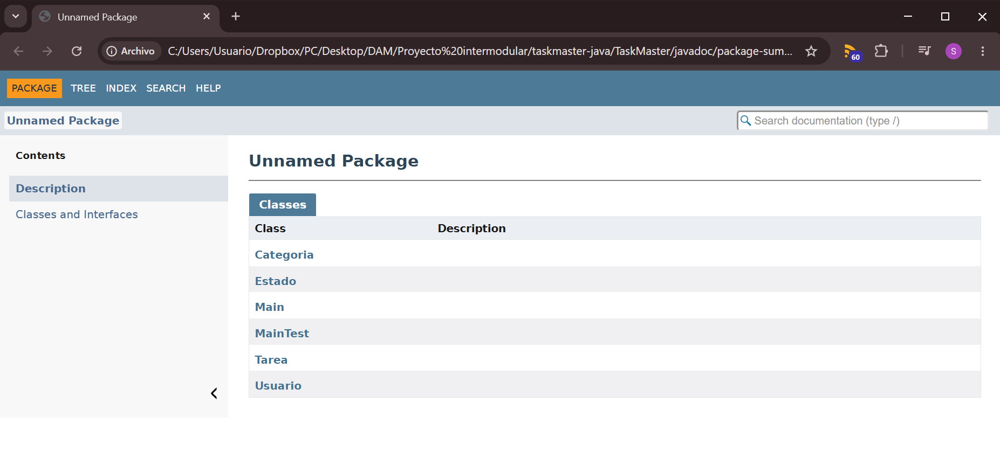 Unnamed Package
Archivo C:/Users/Usuario/Dropbox/PC/Desktop/DAM/Proyecto%20intermodular/taskmaster-java/TaskMaster/javadoc/package-sum... 60 S
PACKAGE TREE INDEX SEARCH HELP
Unnamed Package Search documentation (type /)
Contents
Description
Classes and Interfaces
Unnamed Package
Classes
Class Description
Categoria
Estado
Main
MainTest
Tarea
Usuario